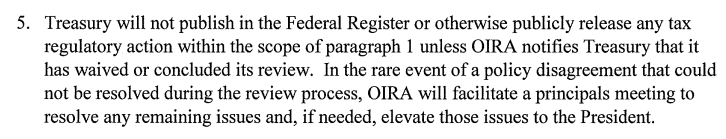 5. Treasury will not publish in the Federal Register or otherwise publicly release any tax
regulatory action within the scope of paragraph 1 unless OIRA notifies Treasury that it
has waived or concluded its review. In the rare event of a policy disagreement that could
not be resolved during the review process, OIRA will facilitate a principals meeting to
resolve any remaining issues and, if needed, elevate those issues to the President.